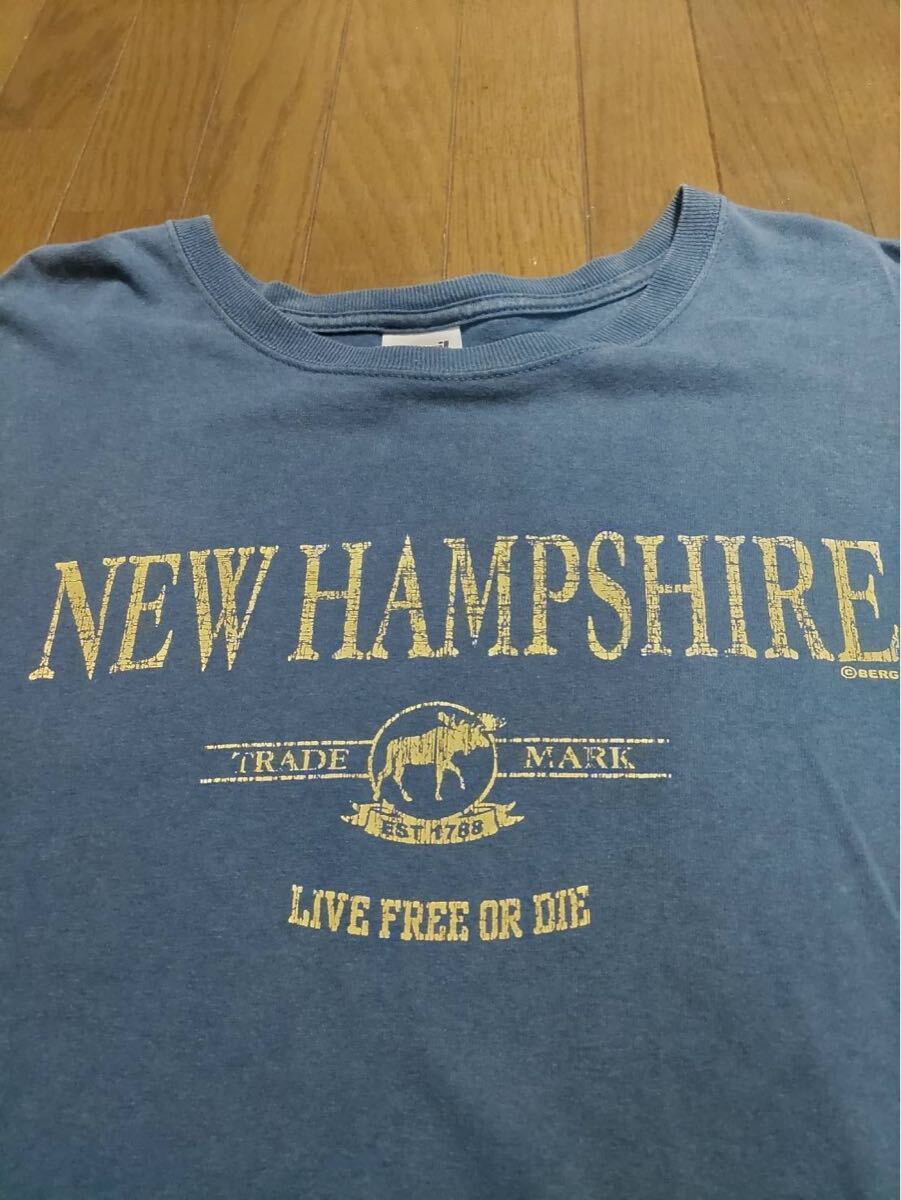 NEW HAMPSHIRE
©BERG
TRADE MARK
EST 1788
LIVE FREE OR DIE